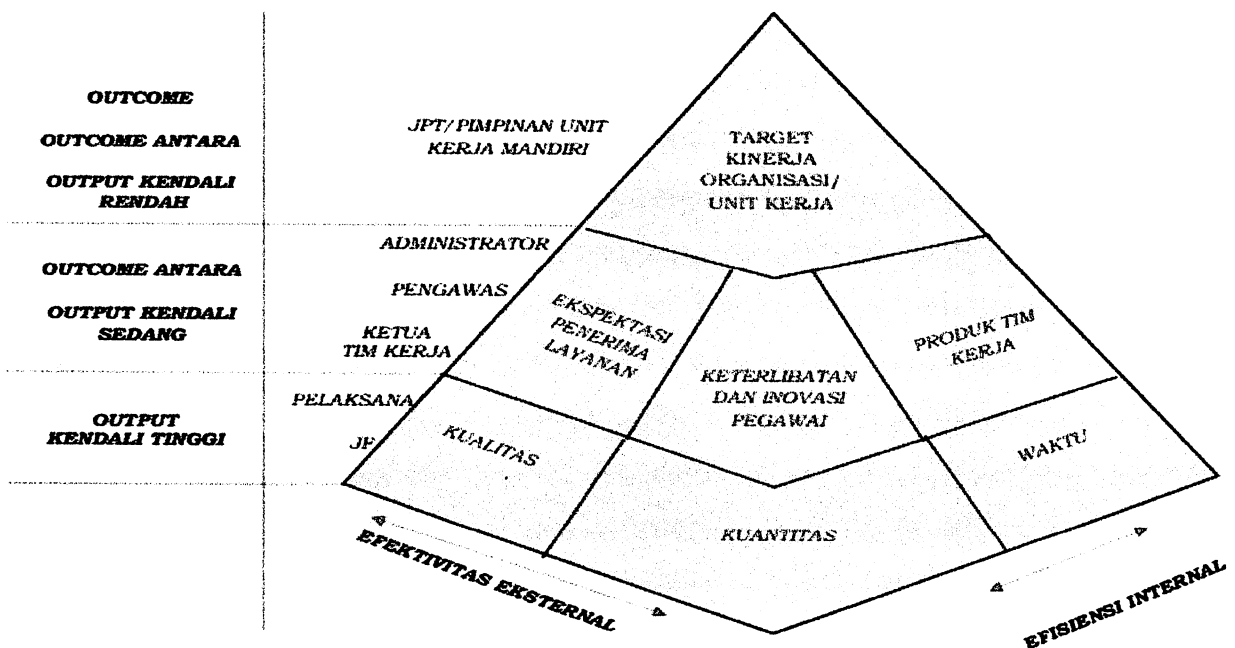 OUTCOME
OUTCOME ANTARA
OUTPUT KENDALI
RENDAH
JPT/PIMPINAN UNIT
KERJA MANDIRI
TARGET
KINERJA
ORGANISASI/
UNIT KERJA
OUTCOME ANTARA
OUTPUT KENDALI
SEDANG
ADMINISTRATOR
PENGAWAS
KETUA
TIM KERJA
EKSPEKTASI
PENERIMA
LAYANAN
KETERLIBATAN
DAN INOVASI
PEGAWAI
PRODUK TIM
KERJA
OUTPUT
KENDALI TINGGI
PELAKSANA
JF
KUALITAS
KUANTITAS
WAKTU
EFEKTIVITAS EKSTERNAL
EFISIENSI INTERNAL